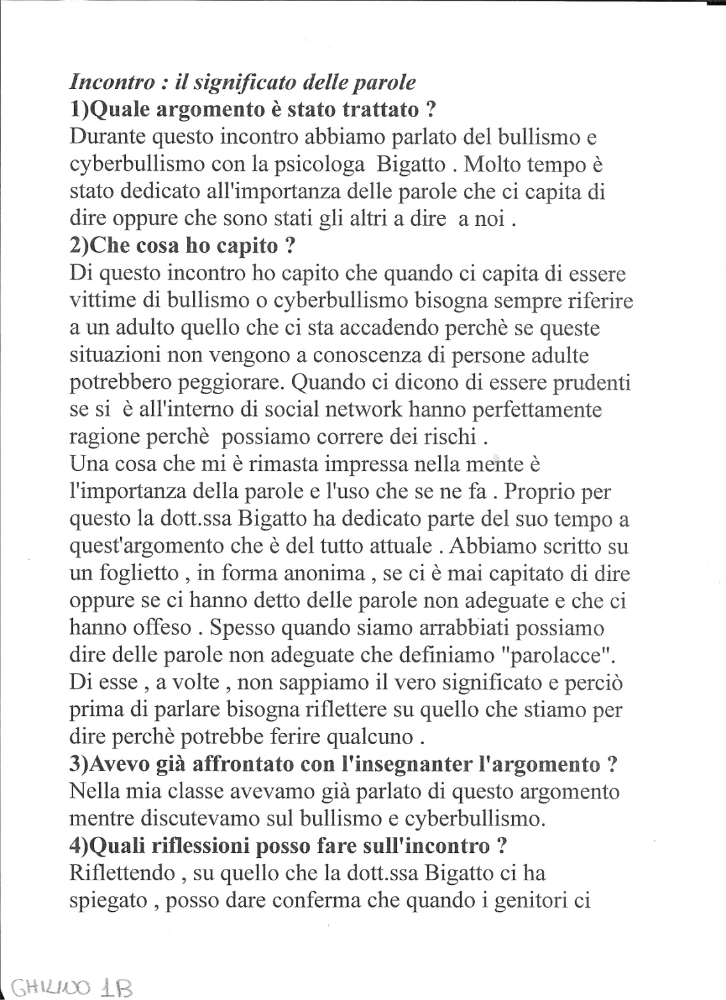 Incontro : il significato delle parole
1)Quale argomento è stato trattato ?
Durante questo incontro abbiamo parlato del bullismo e
cyberbullismo con la psicologa  Bigatto . Molto tempo è
stato dedicato all'importanza delle parole che ci capita di
dire oppure che sono stati gli altri a dire  a noi .
2)Che cosa ho capito ?
Di questo incontro ho capito che quando ci capita di essere
vittime di bullismo o cyberbullismo bisogna sempre riferire
a un adulto quello che ci sta accadendo perchè se queste
situazioni non vengono a conoscenza di persone adulte
potrebbero peggiorare. Quando ci dicono di essere prudenti
se si  è all'interno di social network hanno perfettamente
ragione perchè  possiamo correre dei rischi .
Una cosa che mi è rimasta impressa nella mente è
l'importanza della parole e l'uso che se ne fa . Proprio per
questo la dott.ssa Bigatto ha dedicato parte del suo tempo a
quest'argomento che è del tutto attuale . Abbiamo scritto su
un foglietto , in forma anonima , se ci è mai capitato di dire
oppure se ci hanno detto delle parole non adeguate e che ci
hanno offeso . Spesso quando siamo arrabbiati possiamo
dire delle parole non adeguate che definiamo "parolacce".
Di esse , a volte , non sappiamo il vero significato e perciò
prima di parlare bisogna riflettere su quello che stiamo per
dire perchè potrebbe ferire qualcuno .
3)Avevo già affrontato con l'insegnanter l'argomento ?
Nella mia classe avevamo già parlato di questo argomento
mentre discutevamo sul bullismo e cyberbullismo.
4)Quali riflessioni posso fare sull'incontro ?
Riflettendo , su quello che la dott.ssa Bigatto ci ha
spiegato , posso dare conferma che quando i genitori ci
1B